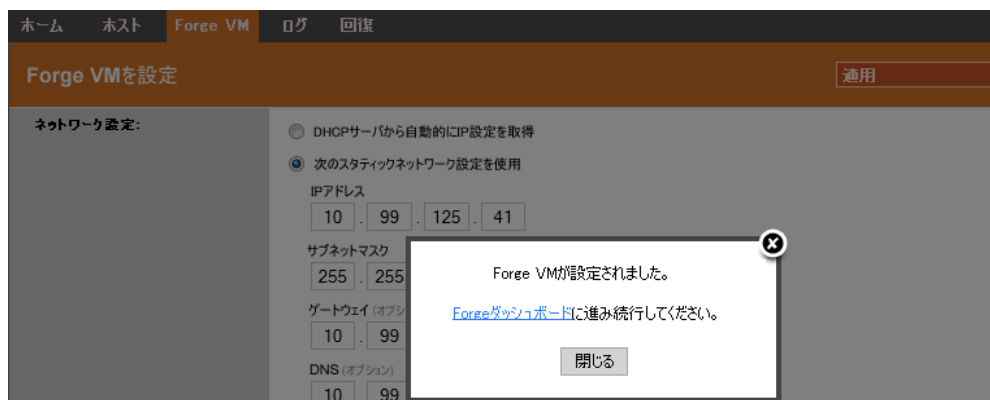 ホーム ホスト Forge VM ログ 回復
Forge VMを設定
適用
ネットワーク設定:
DHCPサーバから自動的にIP設定を取得
次のスタティックネットワーク設定を使用
IPアドレス
10 . 99 . 125 . 41
サブネットマスク
255 . 255
ゲートウェイ (オプシ
10 . 99
DNS (オプション)
10 99
Forge VMが設定されました。
Forgeダッシュボードに進み続行してください。
閉じる